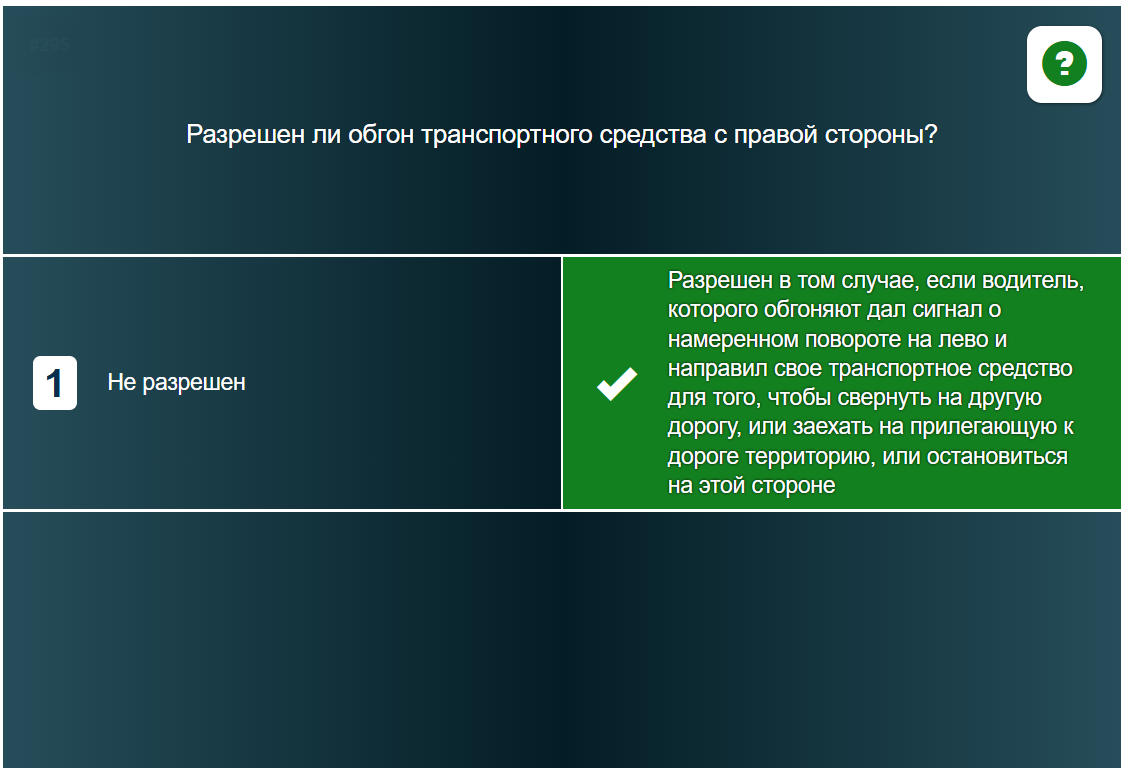 #295
?
Разрешен ли обгон транспортного средства с правой стороны?
1
Не разрешен
Разрешен в том случае, если водитель,
которого обгоняют дал сигнал о
намеренном повороте на лево и
направил свое транспортное средство
для того, чтобы свернуть на другую
дорогу, или заехать на прилегающую к
дороге территорию, или остановиться
на этой стороне